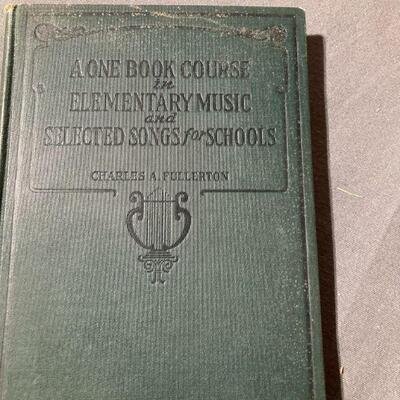 A ONE BOOK COURSE
in
ELEMENTARY MUSIC
and
SELECTED SONGS for SCHOOLS
CHARLES A. FULLERTON